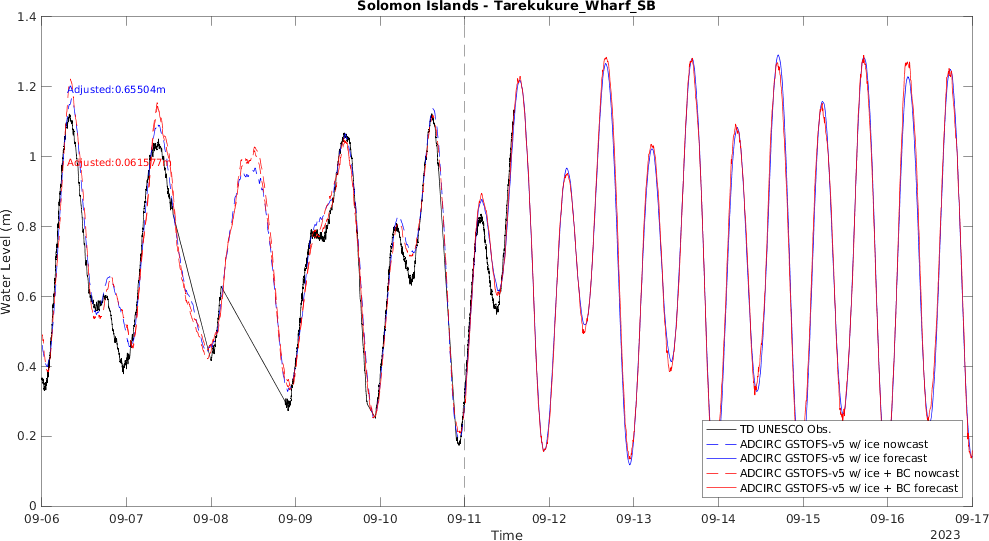 Solomon Islands - Tarekukure_Wharf_SB
1.4
1.2
1
0.8
0.6
0.4
0.2
0
Water Level (m)
Adjusted:0.65504m
Adjusted:0.061577m
TD UNESCO Obs.
ADCIRC GSTOFS-v5 w/ ice nowcast
ADCIRC GSTOFS-v5 w/ ice forecast
ADCIRC GSTOFS-v5 w/ ice + BC nowcast
ADCIRC GSTOFS-v5 w/ ice + BC forecast
09-06 09-07 09-08 09-09 09-10 09-11 09-12 09-13 09-14 09-15 09-16 09-17
Time
2023